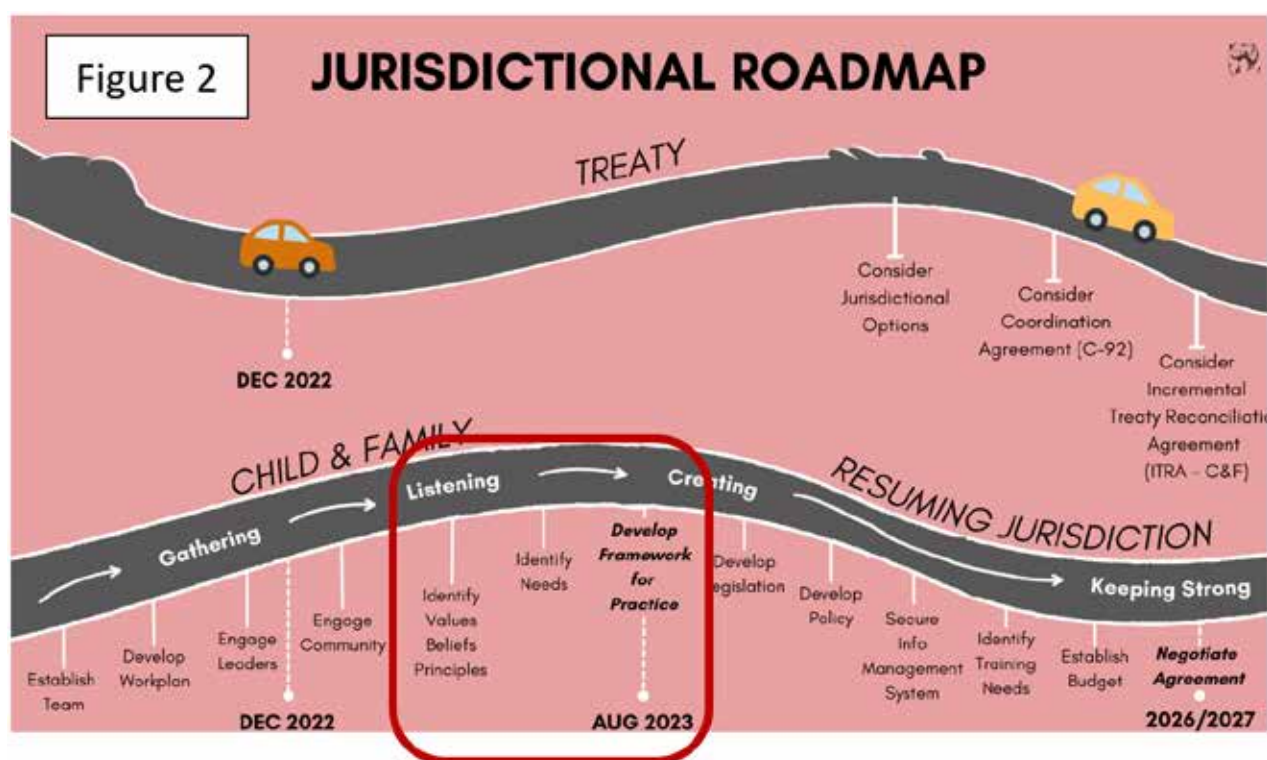 Figure 2
JURISDICTIONAL ROADMAP
TREATY
DEC 2022
Consider
Jurisdictional
Options
Consider
Coordination
Agreement (C-92)
Consider
Incremental
Treaty Reconciliatio
Agreement
(ITRA - C&F)
CHILD & FAMILY
RESUMING JURISDICTION
Gathering
Listening
Creating
Keeping Strong
Establish
Team
Develop
Workplan
Engage
Leaders
DEC 2022
Engage
Community
Identify
Values
Beliefs
Principles
Identify
Needs
Develop
Framework
for
Practice
AUG 2023
Develop
egislation
Develop
Policy
Secure
Info
Management
System
Identify
Training
Needs
Establish
Budget
Negotiate
Agreement
2026/2027